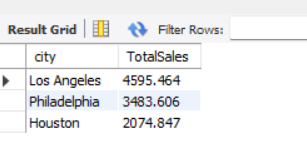 Result Grid Filter Rows:
city TotalSales
Los Angeles 4595.464
Philadelphia 3483.606
Houston 2074.847